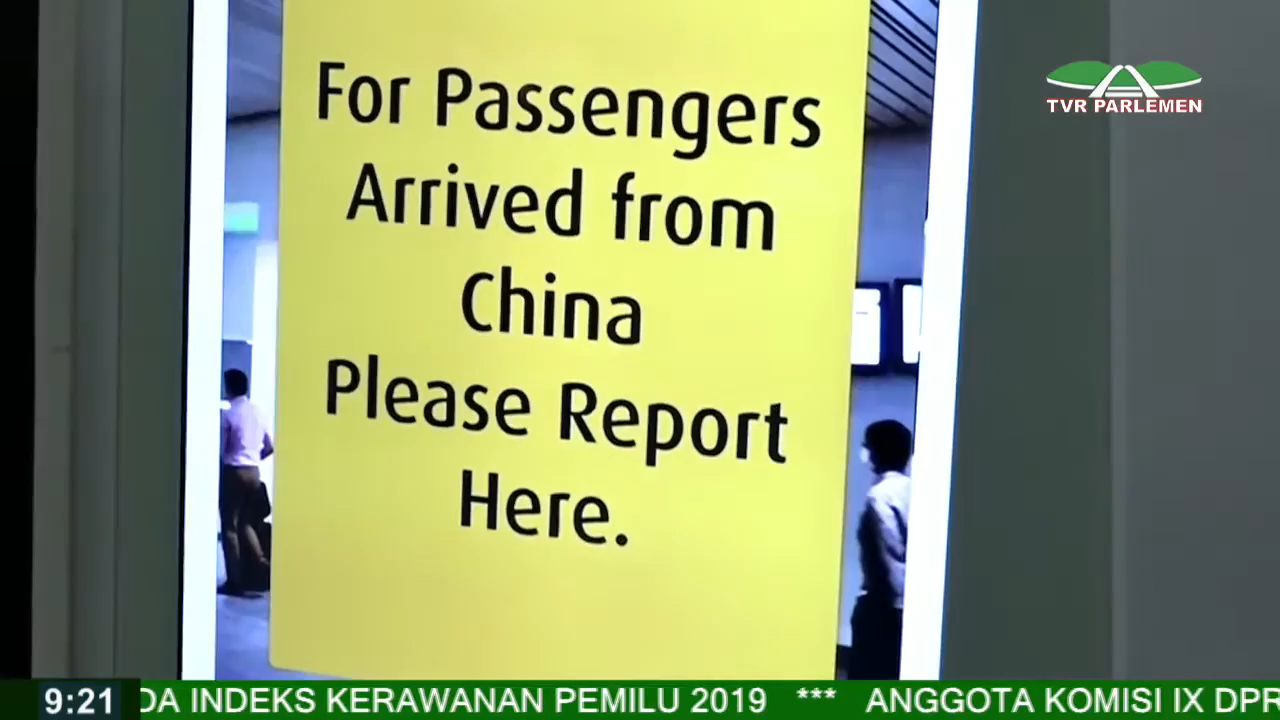 For Passengers
Arrived from
China
Please Report
Here.
TVR PARLEMEN
9:21
DA INDEKS KERAWANAN PEMILU 2019 *** ANGGOTA KOMISI IX DPR